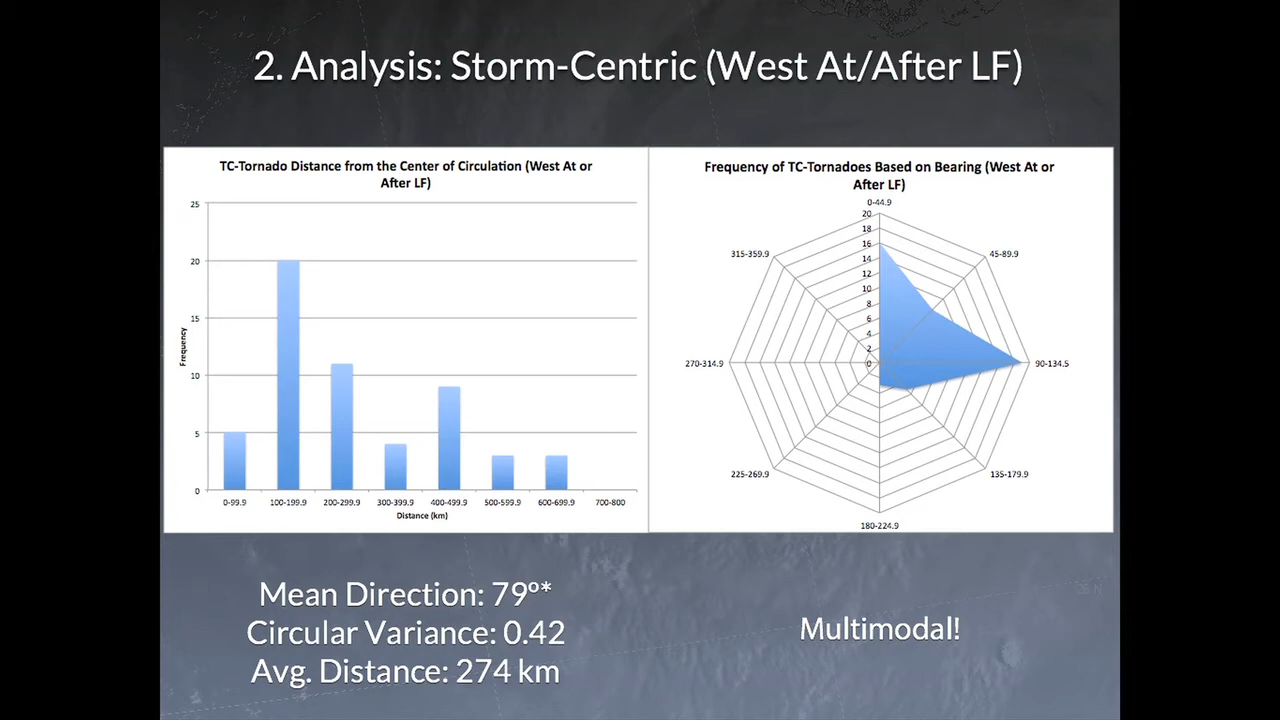 2. Analysis: Storm-Centric (West At/After LF)
TC-Tornado Distance from the Center of Circulation (West At or
After LF)
25
20
15
10
5
0
Frequency
0-99.9 100-199.9 200-299.9 300-399.9 400-499.9 500-599.9 600-699.9 700-800
Distance (km)
Frequency of TC-Tornadoes Based on Bearing (West At or
After LF)
0-44.9
20
18
16
14
12
10
8
6
4
2
0
315-359.9
45-89.9
270-314.9
90-134.5
225-269.9
135-179.9
180-224.9
Mean Direction: 79º*
Circular Variance: 0.42
Avg. Distance: 274 km
Multimodal!